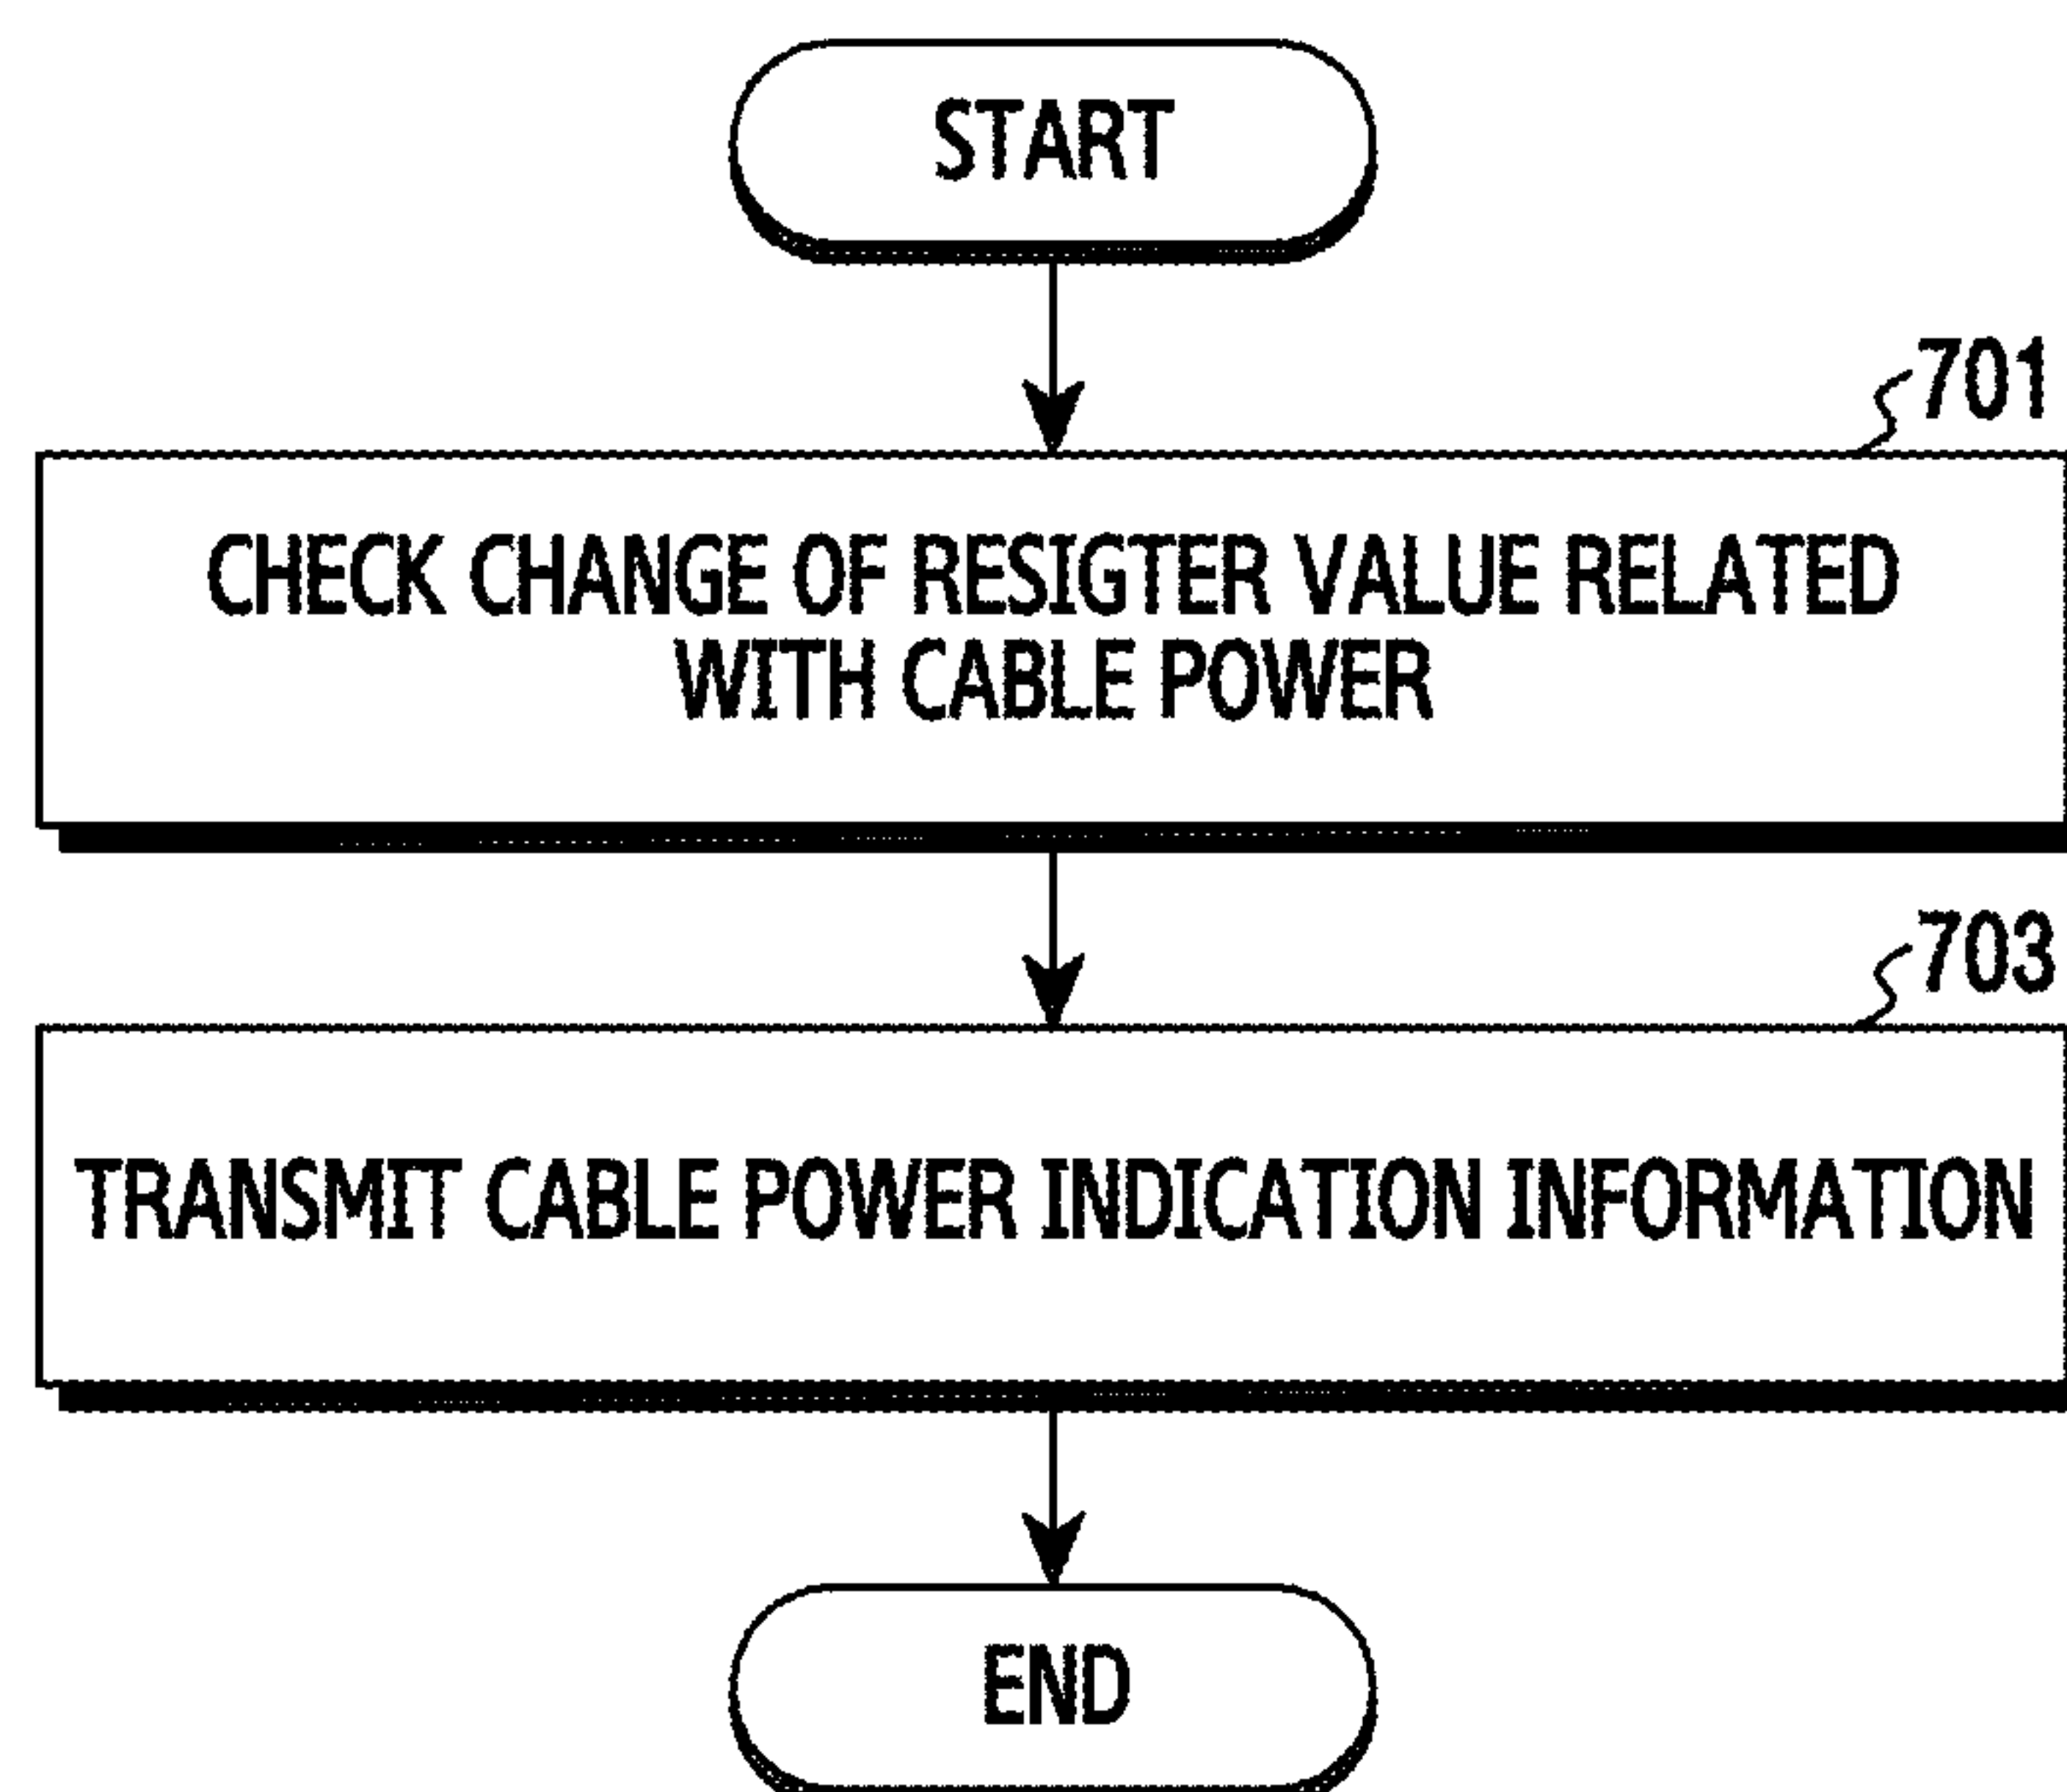 START
701
CHECK CHANGE OF RESIGTER VALUE RELATED
WITH CABLE POWER
703
TRANSMIT CABLE POWER INDICATION INFORMATION
END